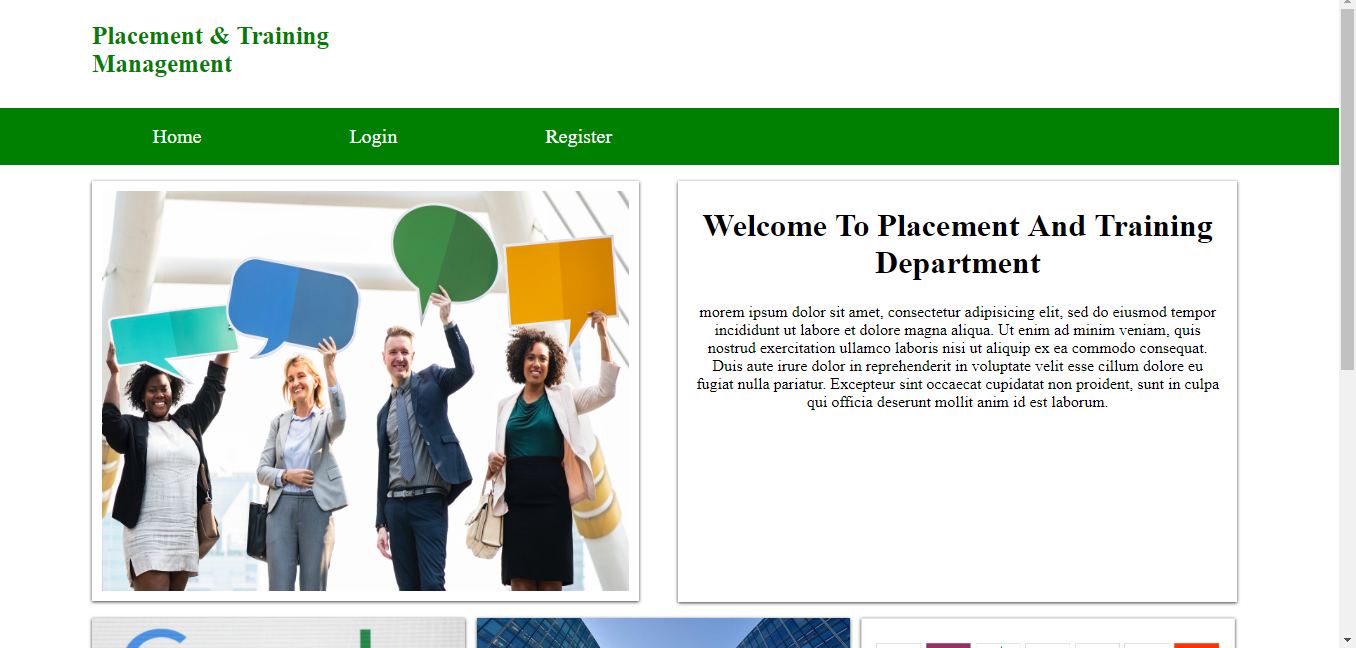 Placement & Training
Management
Home Login Register
Welcome To Placement And Training
Department
morem ipsum dolor sit amet, consectetur adipisicing elit, sed do eiusmod tempor
incididunt ut labore et dolore magna aliqua. Ut enim ad minim veniam, quis
nostrud exercitation ullamco laboris nisi ut aliquip ex ea commodo consequat.
Duis aute irure dolor in reprehenderit in voluptate velit esse cillum dolore eu
fugiat nulla pariatur. Excepteur sint occaecat cupidatat non proident, sunt in culpa
qui officia deserunt mollit anim id est laborum.